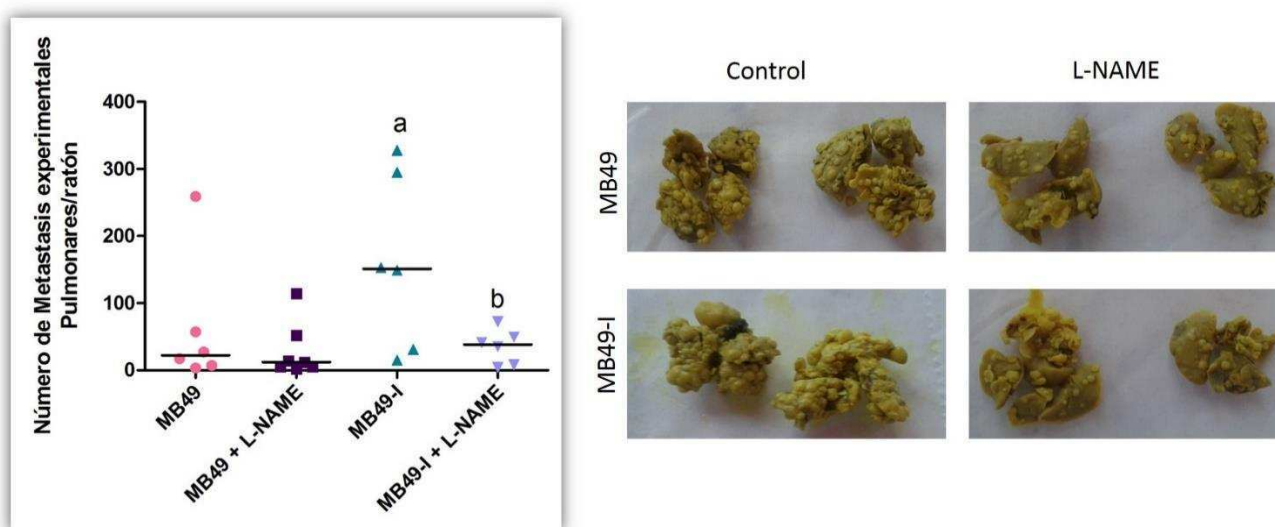 Número de Metastasis experimentales
Pulmonares/ratón
400
300
200
100
0
a
b
MB49
MB49 + L-NAME
MB49-I
MB49-I + L-NAME
Control
L-NAME
MB49
MB49-I